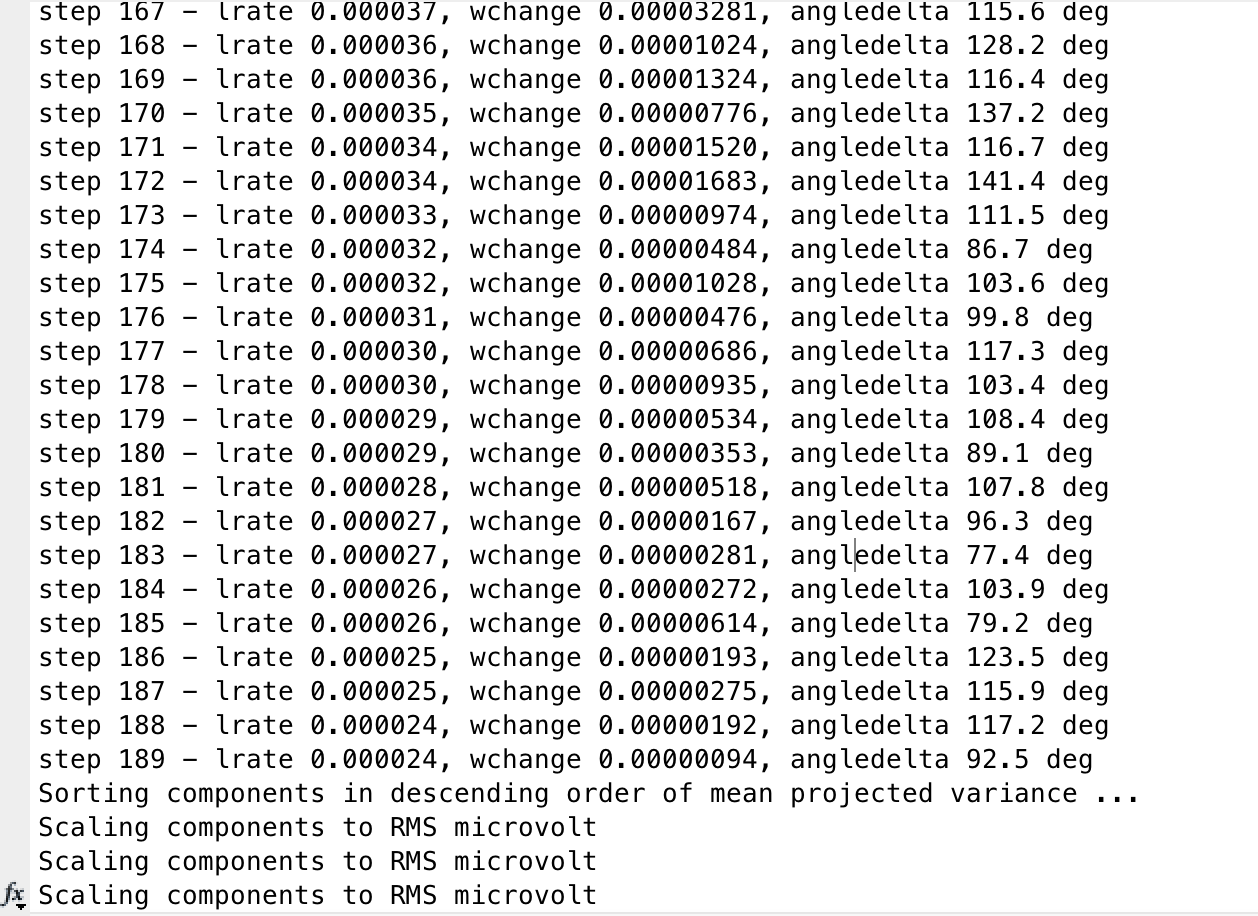 step 167 – lrate 0.000037, wchange 0.00003281, angledelta 115.6 deg
step 168 – lrate 0.000036, wchange 0.00001024, angledelta 128.2 deg
step 169 – lrate 0.000036, wchange 0.00001324, angledelta 116.4 deg
step 170 – lrate 0.000035, wchange 0.00000776, angledelta 137.2 deg
step 171 – lrate 0.000034, wchange 0.00001520, angledelta 116.7 deg
step 172 – lrate 0.000034, wchange 0.00001683, angledelta 141.4 deg
step 173 – lrate 0.000033, wchange 0.00000974, angledelta 111.5 deg
step 174 – lrate 0.000032, wchange 0.00000484, angledelta 86.7 deg
step 175 – lrate 0.000032, wchange 0.00001028, angledelta 103.6 deg
step 176 – lrate 0.000031, wchange 0.00000476, angledelta 99.8 deg
step 177 – lrate 0.000030, wchange 0.00000686, angledelta 117.3 deg
step 178 – lrate 0.000030, wchange 0.00000935, angledelta 103.4 deg
step 179 – lrate 0.000029, wchange 0.00000534, angledelta 108.4 deg
step 180 – lrate 0.000029, wchange 0.00000353, angledelta 89.1 deg
step 181 – lrate 0.000028, wchange 0.00000518, angledelta 107.8 deg
step 182 – lrate 0.000027, wchange 0.00000167, angledelta 96.3 deg
step 183 – lrate 0.000027, wchange 0.00000281, angledelta 77.4 deg
step 184 – lrate 0.000026, wchange 0.00000272, angledelta 103.9 deg
step 185 – lrate 0.000026, wchange 0.00000614, angledelta 79.2 deg
step 186 – lrate 0.000025, wchange 0.00000193, angledelta 123.5 deg
step 187 – lrate 0.000025, wchange 0.00000275, angledelta 115.9 deg
step 188 – lrate 0.000024, wchange 0.00000192, angledelta 117.2 deg
step 189 – lrate 0.000024, wchange 0.00000094, angledelta 92.5 deg
Sorting components in descending order of mean projected variance ...
Scaling components to RMS microvolt
Scaling components to RMS microvolt
fx Scaling components to RMS microvolt